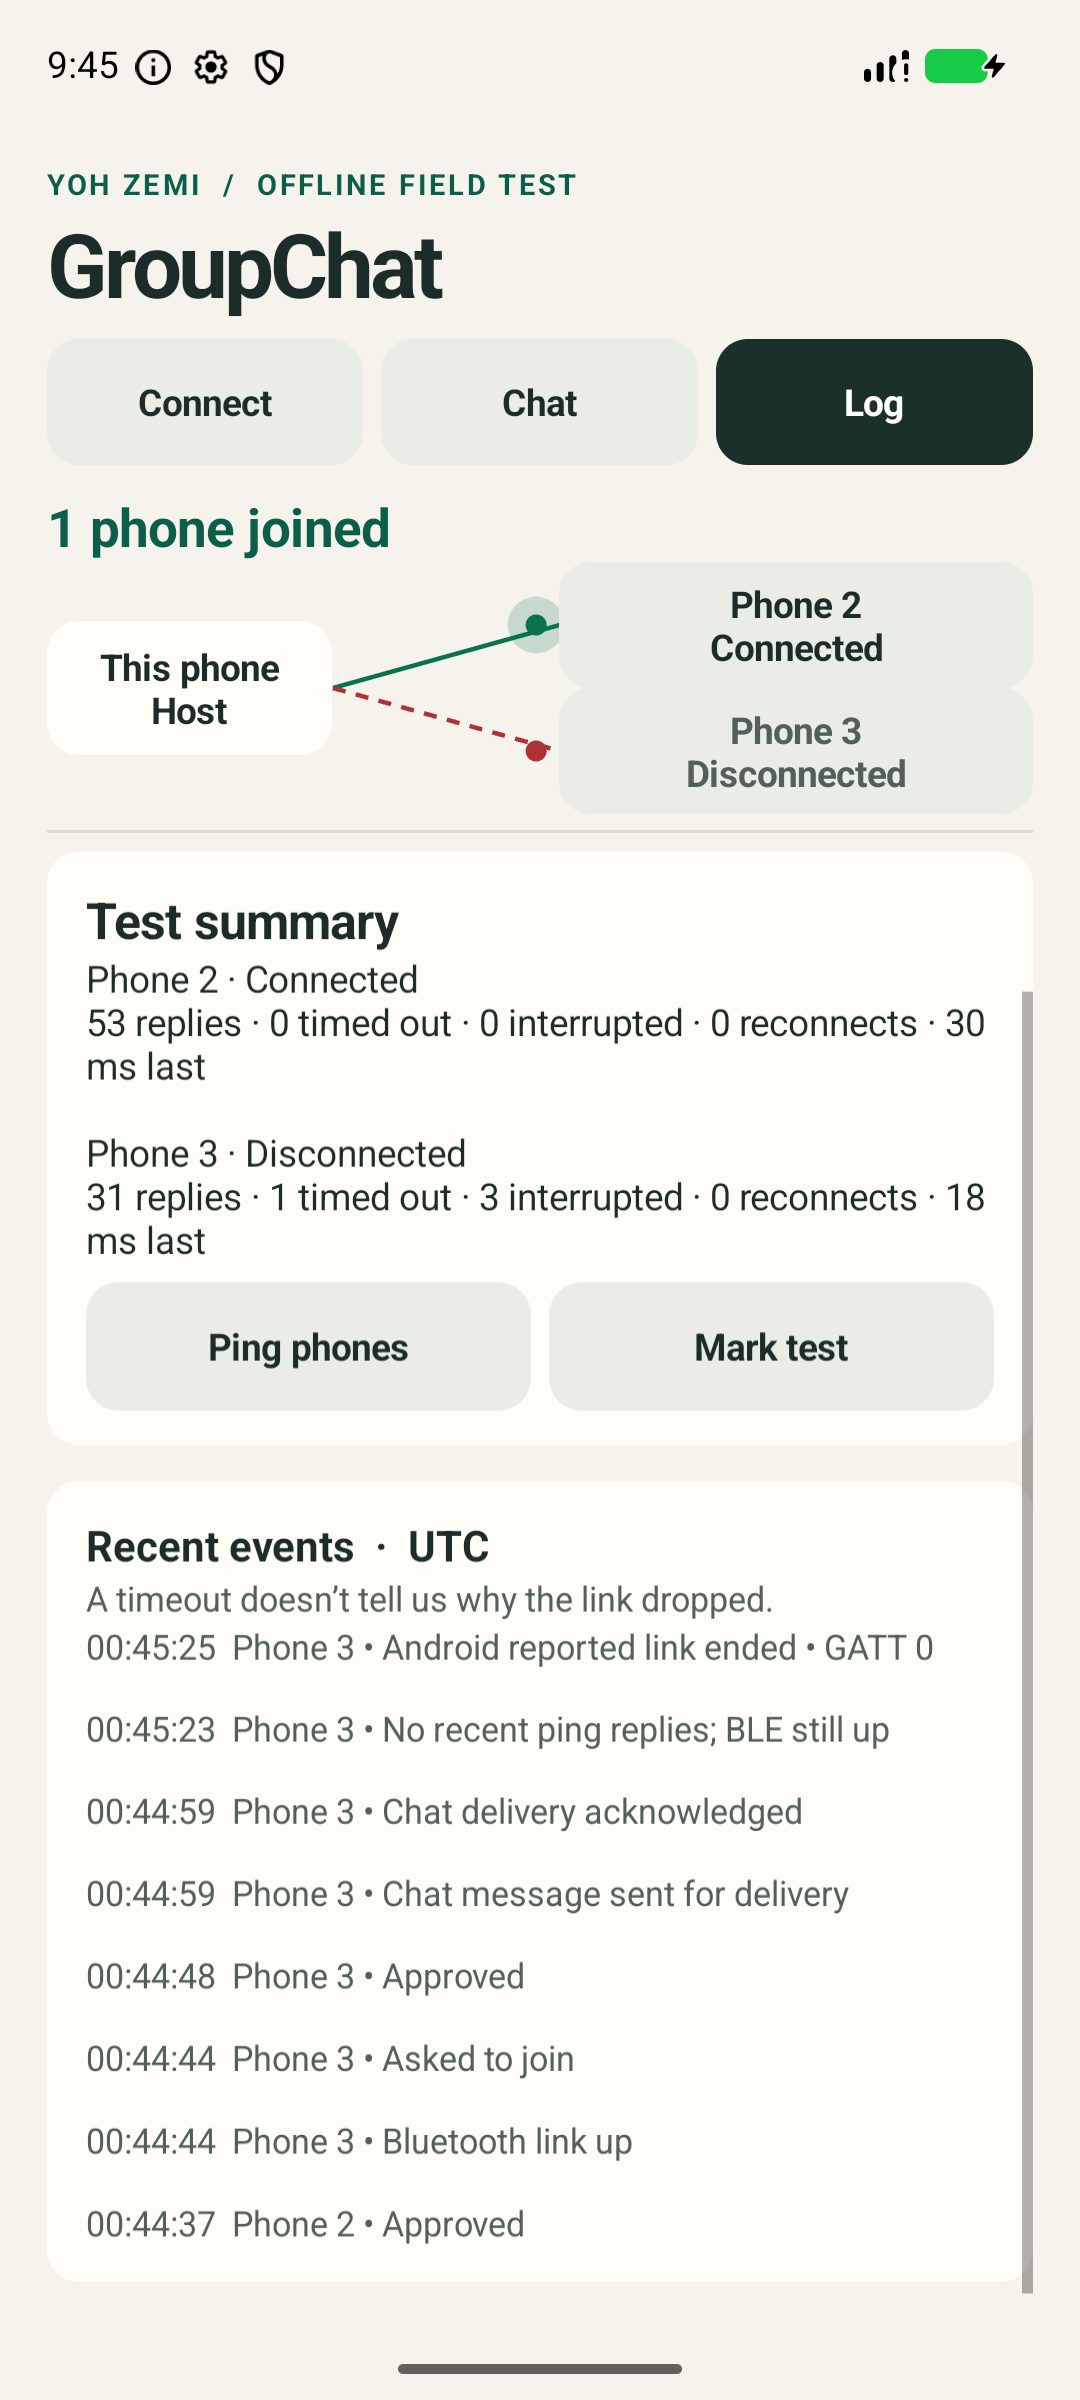 9:45
YOH ZEMI / OFFLINE FIELD TEST
GroupChat
Connect
Chat
Log
1 phone joined
This phone
Host
Phone 2
Connected
Phone 3
Disconnected
Test summary
Phone 2 · Connected
53 replies · 0 timed out · 0 interrupted · 0 reconnects · 30
ms last
Phone 3 · Disconnected
31 replies · 1 timed out · 3 interrupted · 0 reconnects · 18
ms last
Ping phones
Mark test
Recent events · UTC
A timeout doesn’t tell us why the link dropped.
00:45:25 Phone 3 • Android reported link ended • GATT 0
00:45:23 Phone 3 • No recent ping replies; BLE still up
00:44:59 Phone 3 • Chat delivery acknowledged
00:44:59 Phone 3 • Chat message sent for delivery
00:44:48 Phone 3 • Approved
00:44:44 Phone 3 • Asked to join
00:44:44 Phone 3 • Bluetooth link up
00:44:37 Phone 2 • Approved